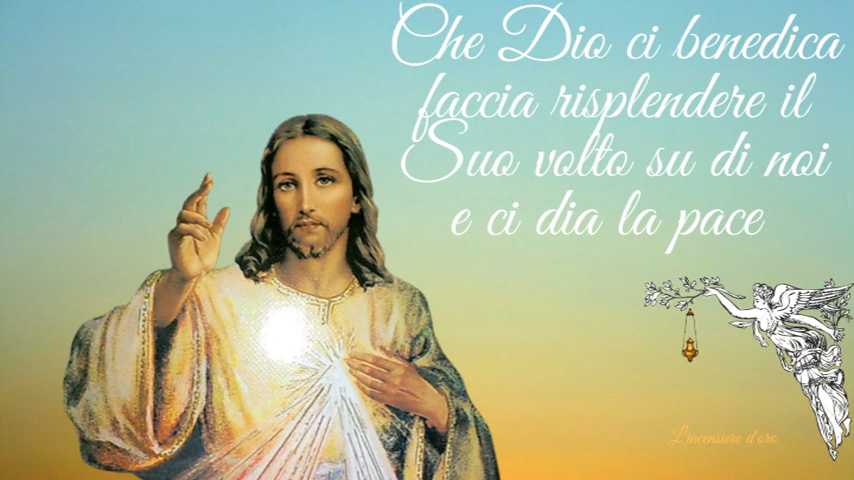 Che Dio ci benedica
faccia risplendere il
Suo volto su di noi
e ci dia la pace
L'incensiere d'oro